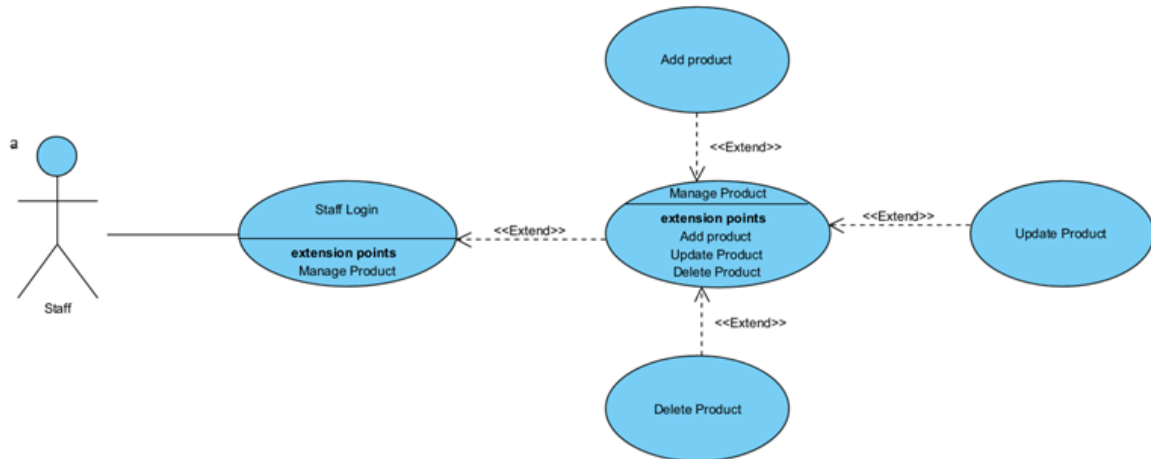 Add product
<<Extend>>
a
Staff
Staff Login
extension points
Manage Product
<<Extend>>
Manage Product
extension points
Add product
Update Product
Delete Product
<<Extend>>
Update Product
<<Extend>>
Delete Product